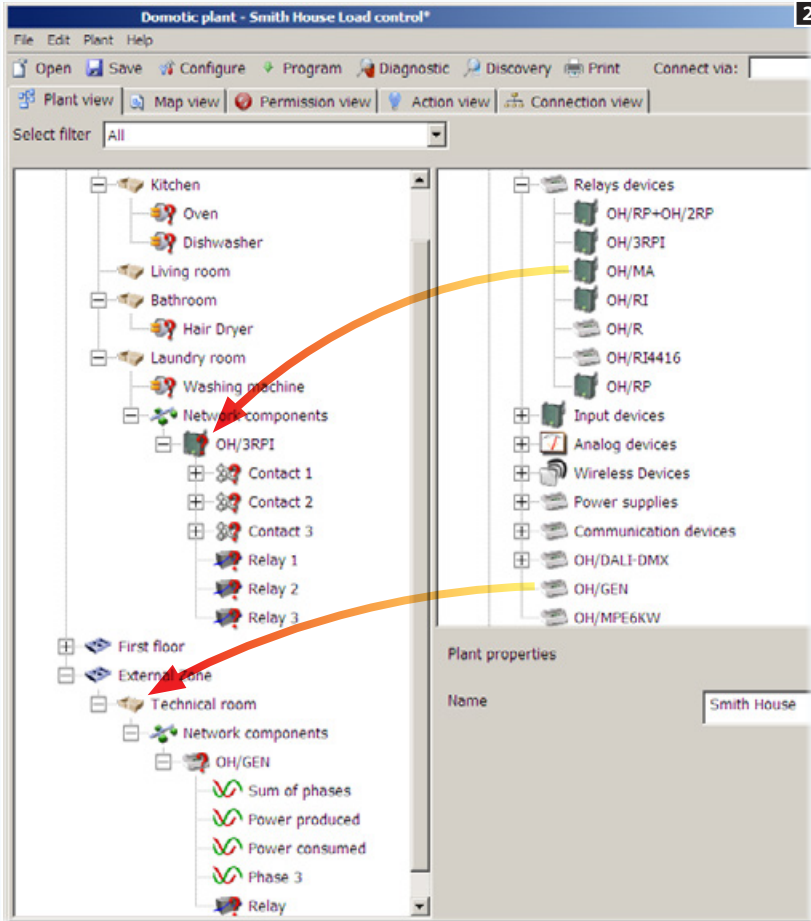 2
Domotic plant - Smith House Load control*
File Edit Plant Help
Open Save Configure Program Diagnostic Discovery Print Connect via:
Plant view Map view Permission view Action view Connection view
Select filter All
Kitchen
Oven
Dishwasher
Living room
Bathroom
Hair Dryer
Laundry room
Washing machine
Network components
OH/3RPI
Contact 1
Contact 2
Contact 3
Relay 1
Relay 2
Relay 3
First floor
External Zone
Technical room
Network components
OH/GEN
Sum of phases
Power produced
Power consumed
Phase 3
Relay
Relays devices
OH/RP+OH/2RP
OH/3RPI
OH/MA
OH/RI
OH/R
OH/RI4416
OH/RP
Input devices
Analog devices
Wireless Devices
Power supplies
Communication devices
OH/DALI-DMX
OH/GEN
OH/MPE6KW
Plant properties
Name Smith House